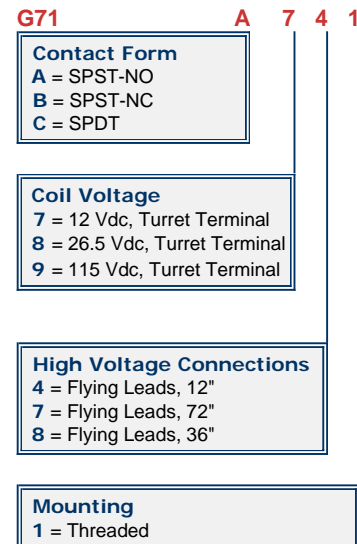 G71 A 7 4 1
Contact Form
A = SPST-NO
B = SPST-NC
C = SPDT
Coil Voltage
7 = 12 Vdc, Turret Terminal
8 = 26.5 Vdc, Turret Terminal
9 = 115 Vdc, Turret Terminal
High Voltage Connections
4 = Flying Leads, 12"
7 = Flying Leads, 72"
8 = Flying Leads, 36"
Mounting
1 = Threaded